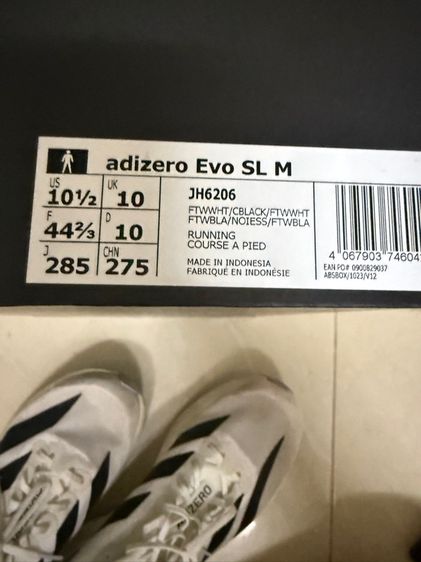 adizero Evo SL M
US 10½ UK 10
F 44⅔ D 10
J 285 CHN 275
JH6206
FTWWHT/CBLACK/FTWWHT
FTWBLA/NOIESS/FTWBLA
RUNNING
COURSE A PIED
MADE IN INDONESIA
FABRIQUÉ EN INDONÉSIE
4 067903 74604
EAN PO# 0900829037
ABSBOX/1023/V12
ADIZERO